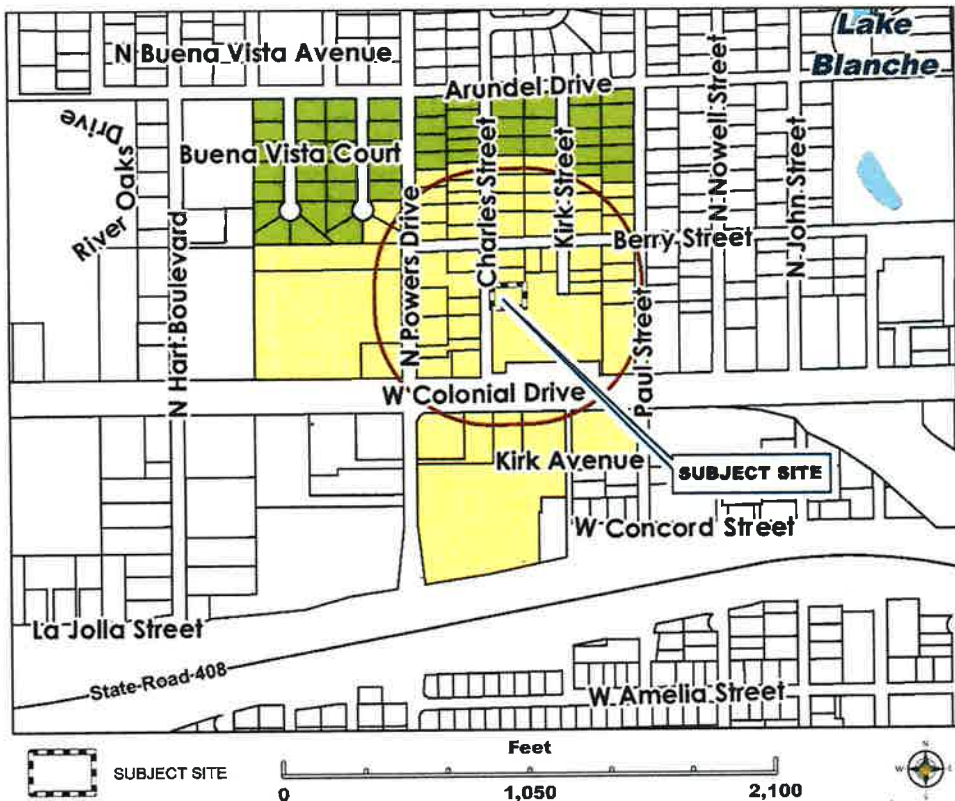 N Buena Vista Avenue
Lake
Blanche
Arundel Drive
River Oaks Drive
Buena Vista Court
N Hart Boulevard
N Powers Drive
Charles Street
Kirk Street
Berry Street
Paul Street
N Nowell Street
N John Street
W Colonial Drive
Kirk Avenue
SUBJECT SITE
W Concord Street
La Jolla Street
State Road 408
W Amelia Street
SUBJECT SITE
Feet
0 1,050 2,100
N
W E
S